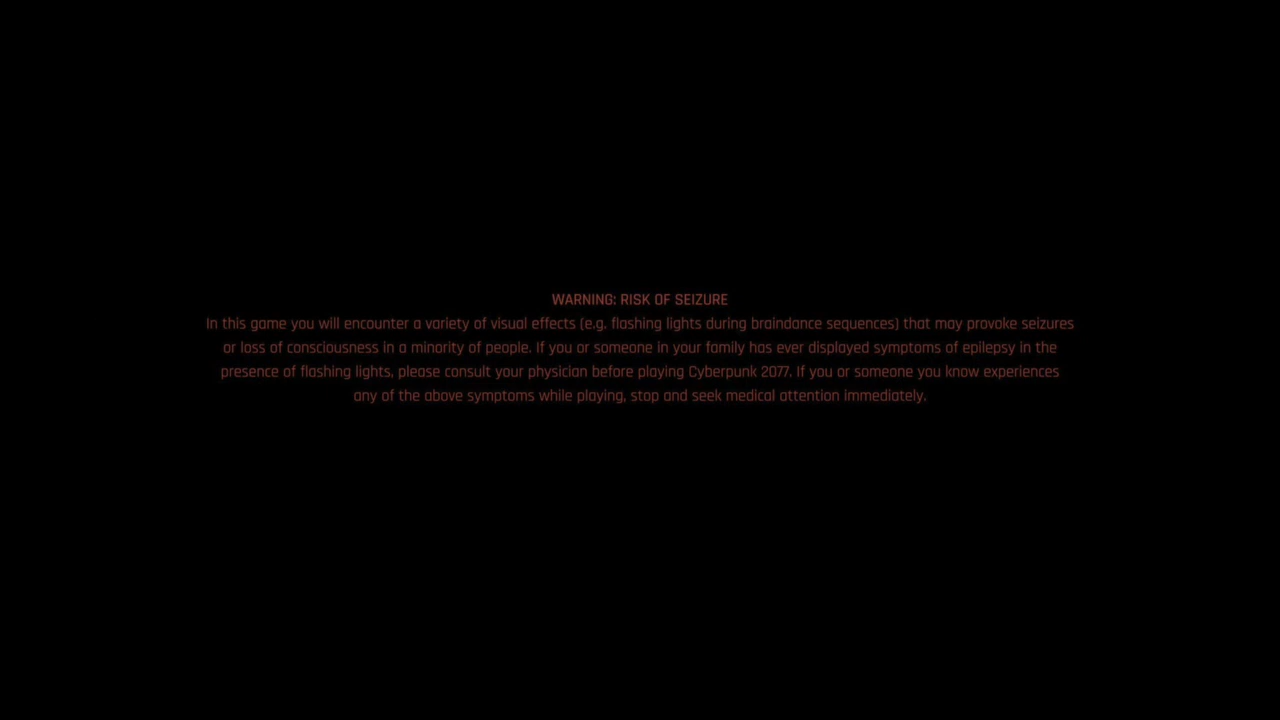 WARNING: RISK OF SEIZURE
In this game you will encounter a variety of visual effects (e.g. flashing lights during braindance sequences) that may provoke seizures
or loss of consciousness in a minority of people. If you or someone in your family has ever displayed symptoms of epilepsy in the
presence of flashing lights, please consult your physician before playing Cyberpunk 2077. If you or someone you know experiences
any of the above symptoms while playing, stop and seek medical attention immediately.